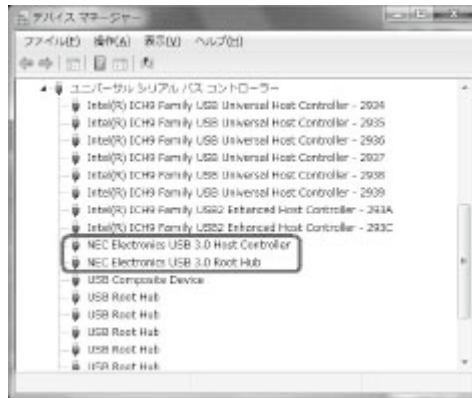 デバイス マネージャー
ファイル(F) 操作(A) 表示(V) ヘルプ(H)
ユニバーサル シリアル バス コントローラー
Intel(R) ICH9 Family USB Universal Host Controller - 2934
Intel(R) ICH9 Family USB Universal Host Controller - 2935
Intel(R) ICH9 Family USB Universal Host Controller - 2936
Intel(R) ICH9 Family USB Universal Host Controller - 2937
Intel(R) ICH9 Family USB Universal Host Controller - 2938
Intel(R) ICH9 Family USB Universal Host Controller - 2939
Intel(R) ICH9 Family USB2 Enhanced Host Controller - 293A
Intel(R) ICH9 Family USB2 Enhanced Host Controller - 293C
NEC Electronics USB 3.0 Host Controller
NEC Electronics USB 3.0 Root Hub
USB Composite Device
USB Root Hub
USB Root Hub
USB Root Hub
USB Root Hub
USB Root Hub